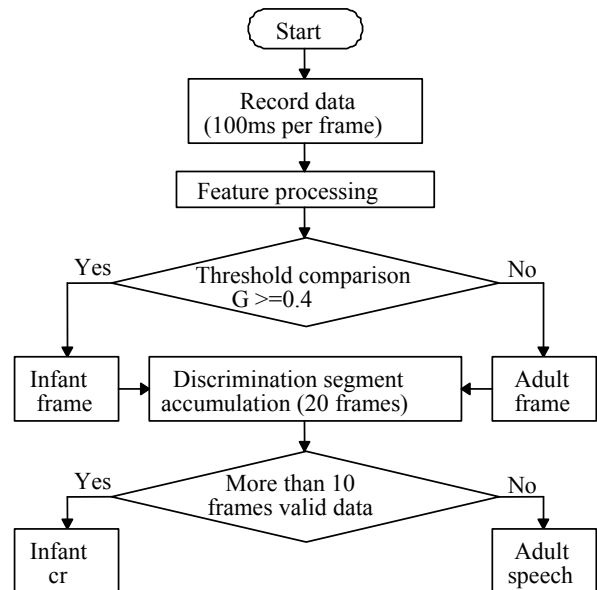 Start
Record data
(100ms per frame)
Feature processing
Yes
Threshold comparison
G >=0.4
No
Infant
frame
Discrimination segment
accumulation (20 frames)
Adult
frame
Yes
More than 10
frames valid data
No
Infant
cr
Adult
speech